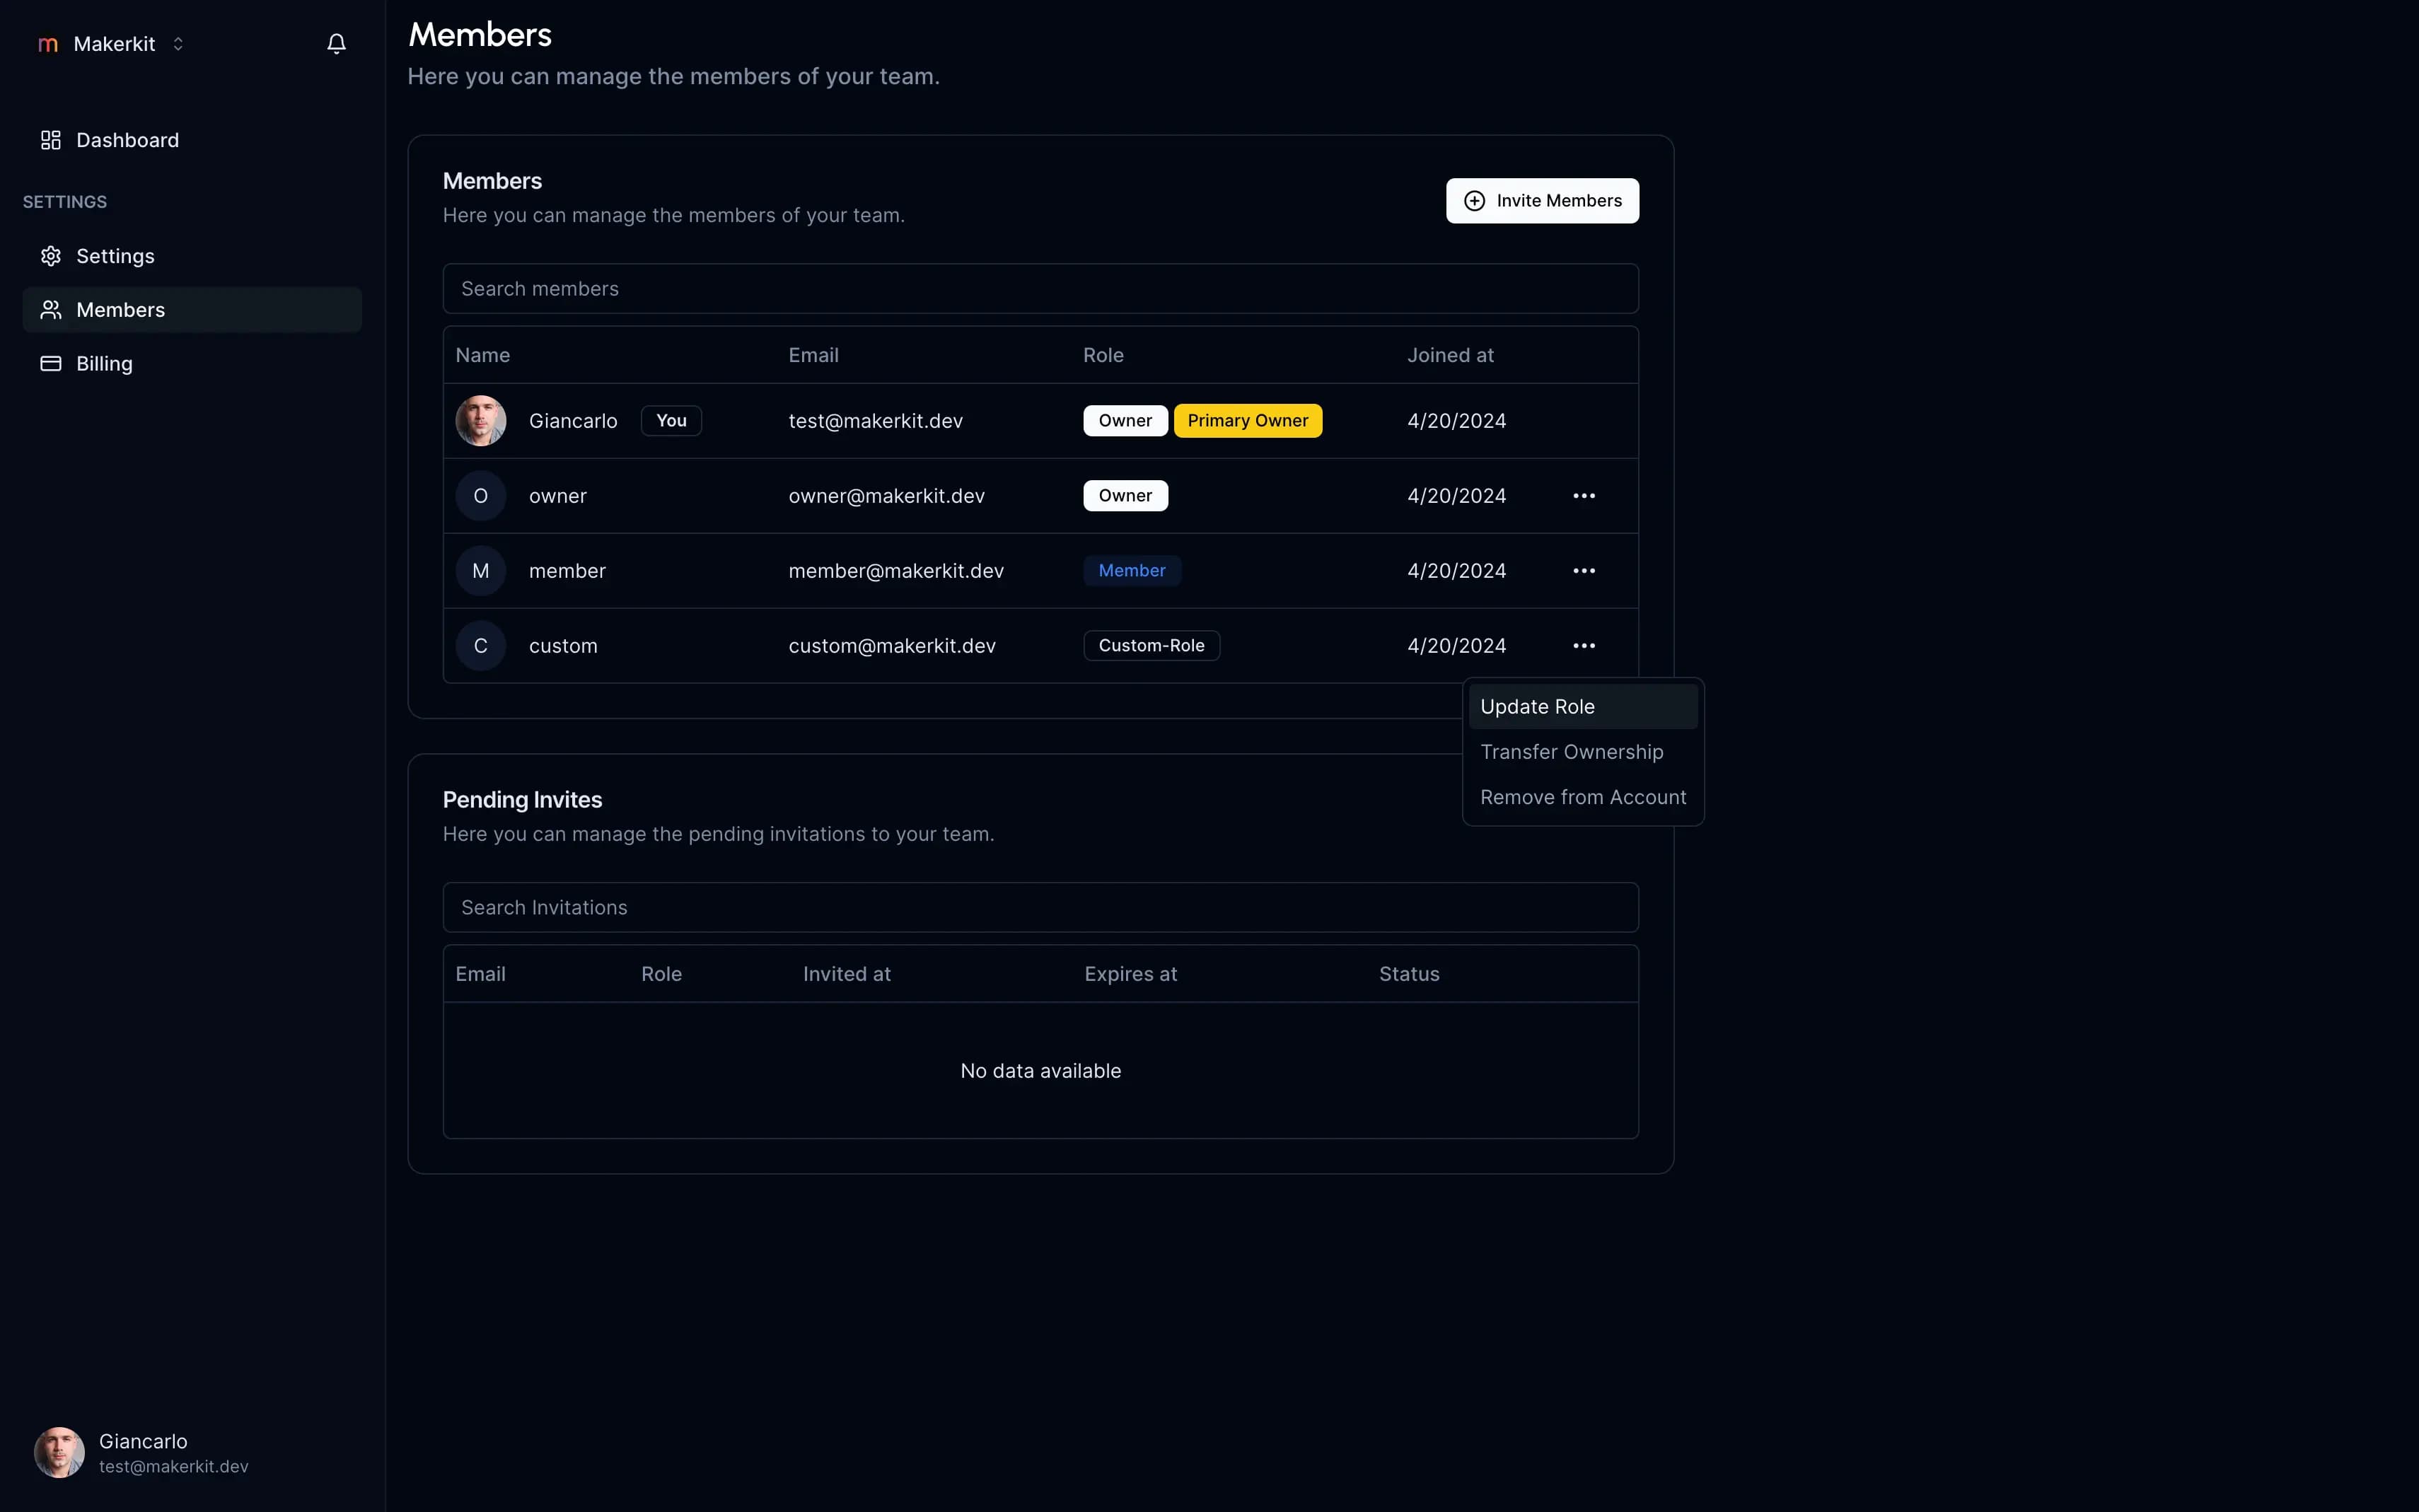 m Makerkit
Dashboard
SETTINGS
Settings
Members
Billing
Giancarlo
test@makerkit.dev
Members
Here you can manage the members of your team.
Members
Here you can manage the members of your team.
Invite Members
Search members
Name Email Role Joined at
Giancarlo You test@makerkit.dev Owner Primary Owner 4/20/2024
O owner owner@makerkit.dev Owner 4/20/2024
M member member@makerkit.dev Member 4/20/2024
C custom custom@makerkit.dev Custom-Role 4/20/2024
Update Role
Transfer Ownership
Remove from Account
Pending Invites
Here you can manage the pending invitations to your team.
Search Invitations
Email Role Invited at Expires at Status
No data available